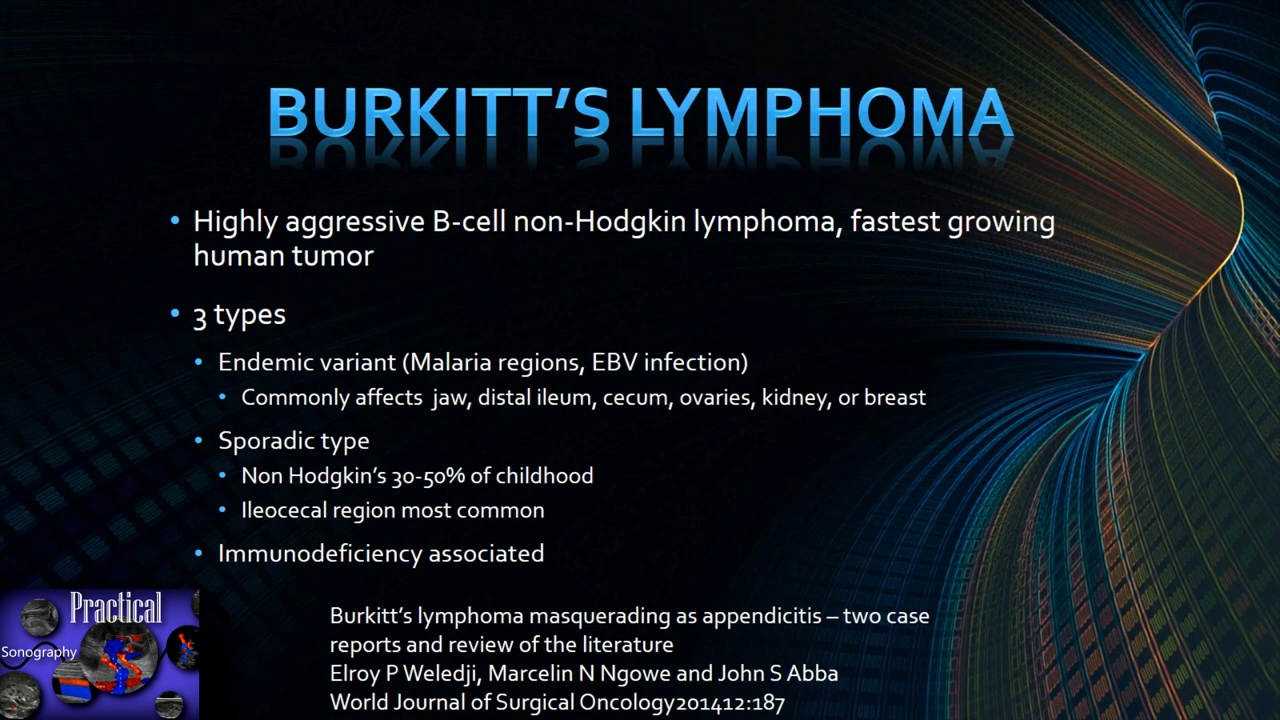 BURKITT'S LYMPHOMA
• Highly aggressive B-cell non-Hodgkin lymphoma, fastest growing
human tumor
• 3 types
• Endemic variant (Malaria regions, EBV infection)
• Commonly affects jaw, distal ileum, cecum, ovaries, kidney, or breast
• Sporadic type
• Non Hodgkin's 30-50% of childhood
• Ileocecal region most common
• Immunodeficiency associated
Burkitt's lymphoma masquerading as appendicitis – two case
reports and review of the literature
Elroy P Weledji, Marcelin N Ngowe and John S Abba
World Journal of Surgical Oncology201412:187
Practical
Sonography